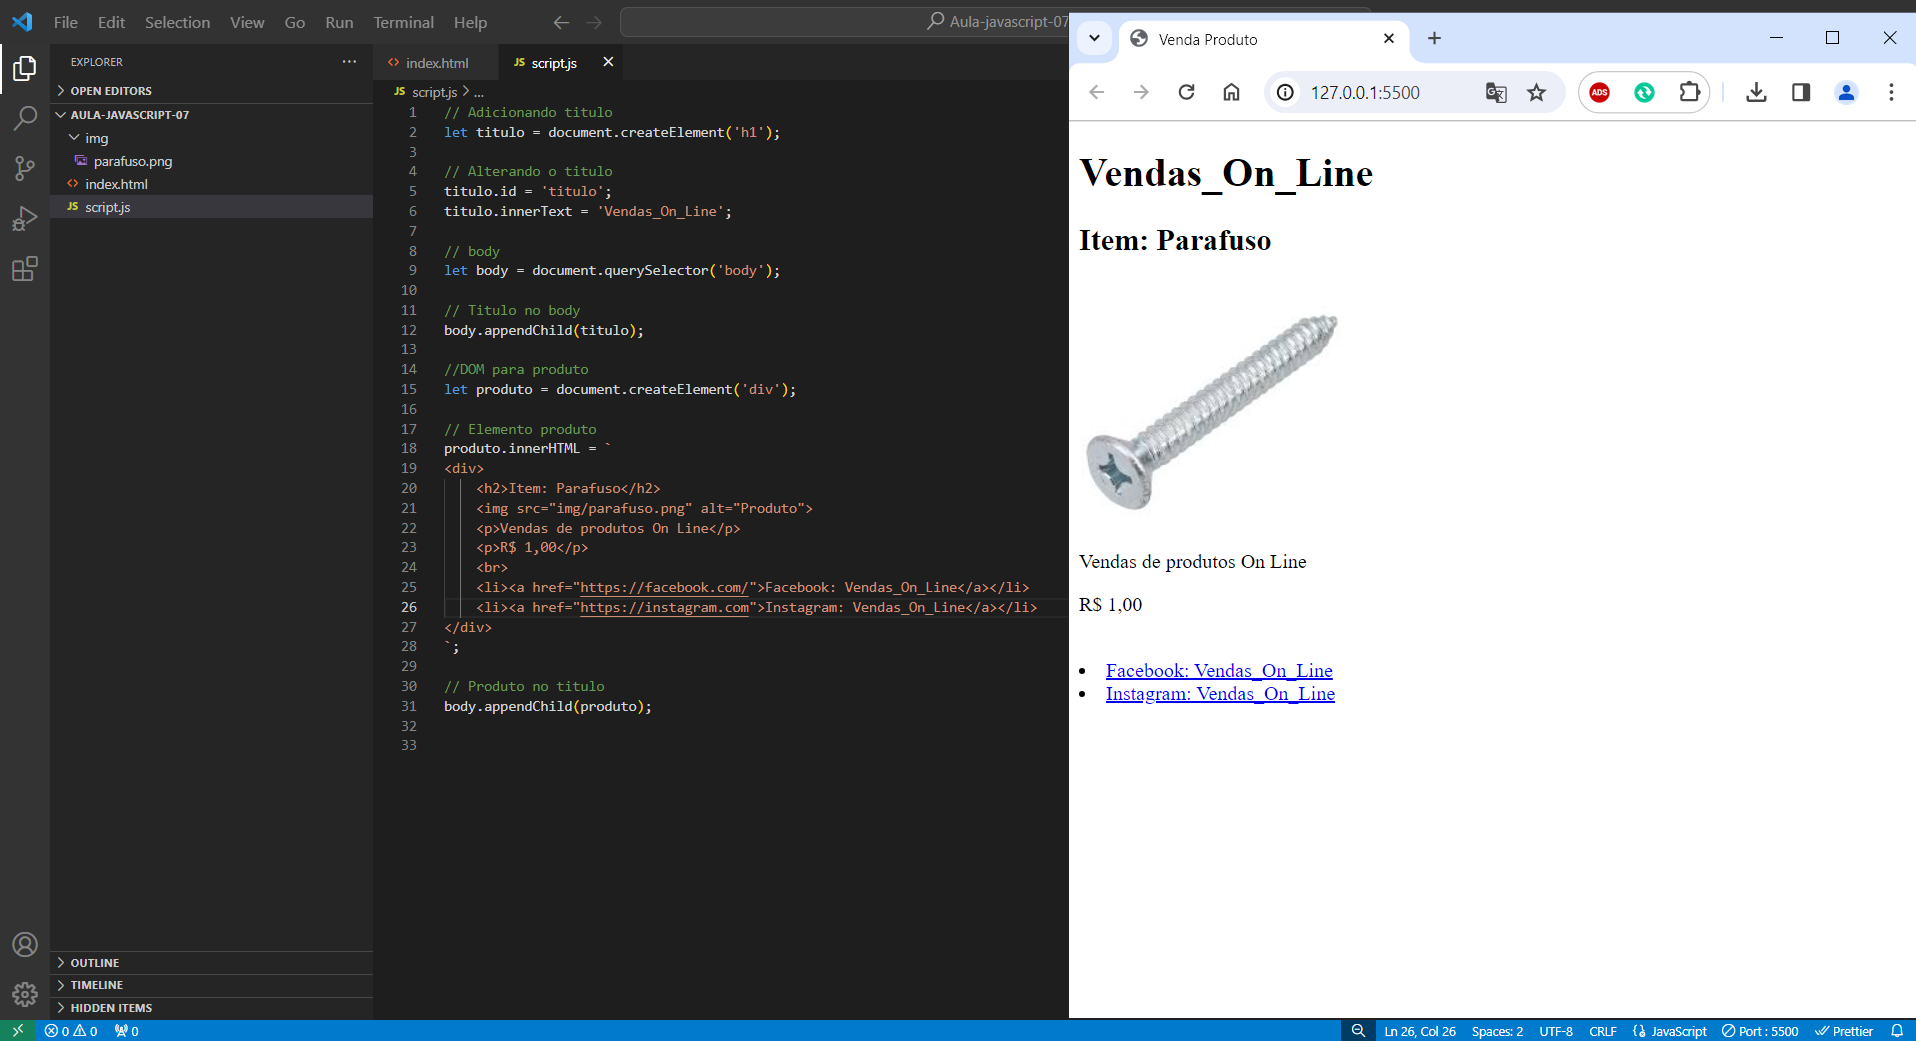 File Edit Selection View Go Run Terminal Help
Aula-javascript-07
EXPLORER
OPEN EDITORS
AULA-JAVASCRIPT-07
img
parafuso.png
index.html
JS script.js
OUTLINE
TIMELINE
HIDDEN ITEMS
index.html
JS script.js
JS script.js > ...
1 // Adicionando titulo
2 let titulo = document.createElement('h1');
3
4 // Alterando o titulo
5 titulo.id = 'titulo';
6 titulo.innerText = 'Vendas_On_Line';
7
8 // body
9 let body = document.querySelector('body');
10
11 // Titulo no body
12 body.appendChild(titulo);
13
14 //DOM para produto
15 let produto = document.createElement('div');
16
17 // Elemento produto
18 produto.innerHTML = `
19 <div>
20 <h2>Item: Parafuso</h2>
21 <img src="img/parafuso.png" alt="Produto">
22 <p>Vendas de produtos On Line</p>
23 <p>R$ 1,00</p>
24 <br>
25 <li><a href="https://facebook.com/">Facebook: Vendas_On_Line</a></li>
26 <li><a href="https://instagram.com">Instagram: Vendas_On_Line</a></li>
27 </div>
28 `;
29
30 // Produto no titulo
31 body.appendChild(produto);
32
33
Venda Produto
127.0.0.1:5500
ADS
Vendas_On_Line
Item: Parafuso
Vendas de produtos On Line
R$ 1,00
• Facebook: Vendas_On_Line
• Instagram: Vendas_On_Line
0 0 0
Ln 26, Col 26 Spaces: 2 UTF-8 CRLF JavaScript Port : 5500 Prettier